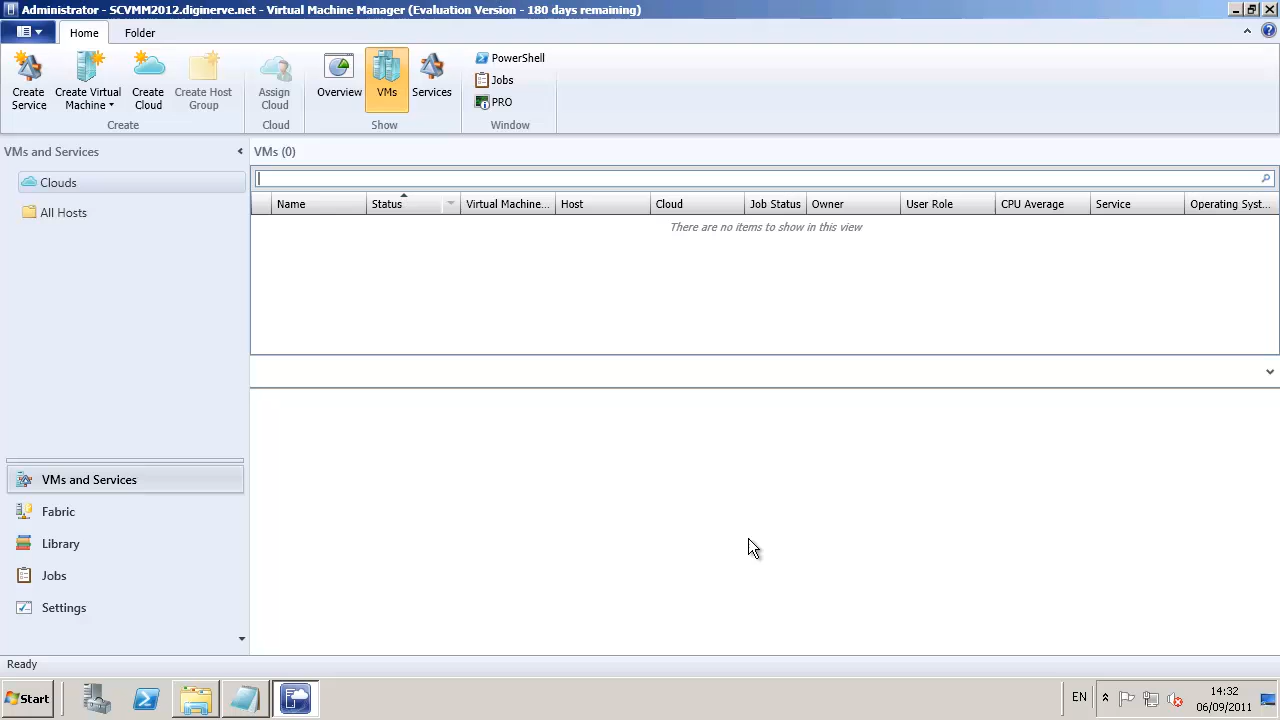 Administrator - SCVMM2012.diginerve.net - Virtual Machine Manager (Evaluation Version - 180 days remaining)
Home Folder
Create Service
Create Virtual Machine
Create Cloud
Create Host Group
Assign Cloud
Overview
VMs
Services
PowerShell
Jobs
PRO
Create Cloud Show Window
VMs and Services
Clouds
All Hosts
VMs (0)
Name Status Virtual Machine... Host Cloud Job Status Owner User Role CPU Average Service Operating Syst...
There are no items to show in this view
VMs and Services
Fabric
Library
Jobs
Settings
Ready
Start
EN
14:32
06/09/2011